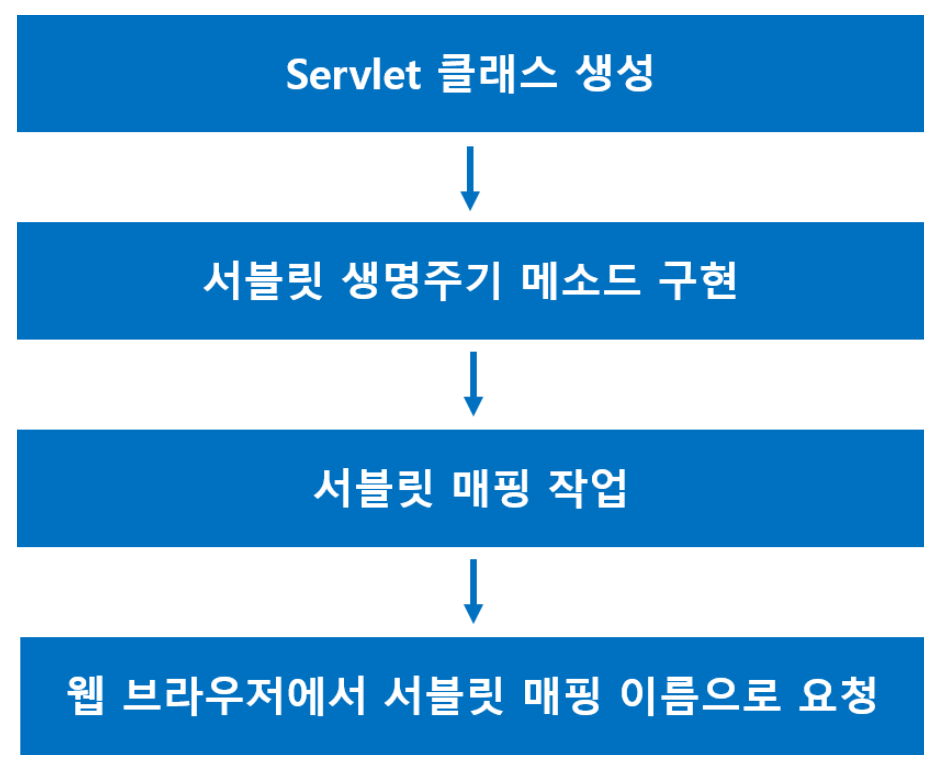 Servlet 클래스 생성
서블릿 생명주기 메소드 구현
서블릿 매핑 작업
웹 브라우저에서 서블릿 매핑 이름으로 요청